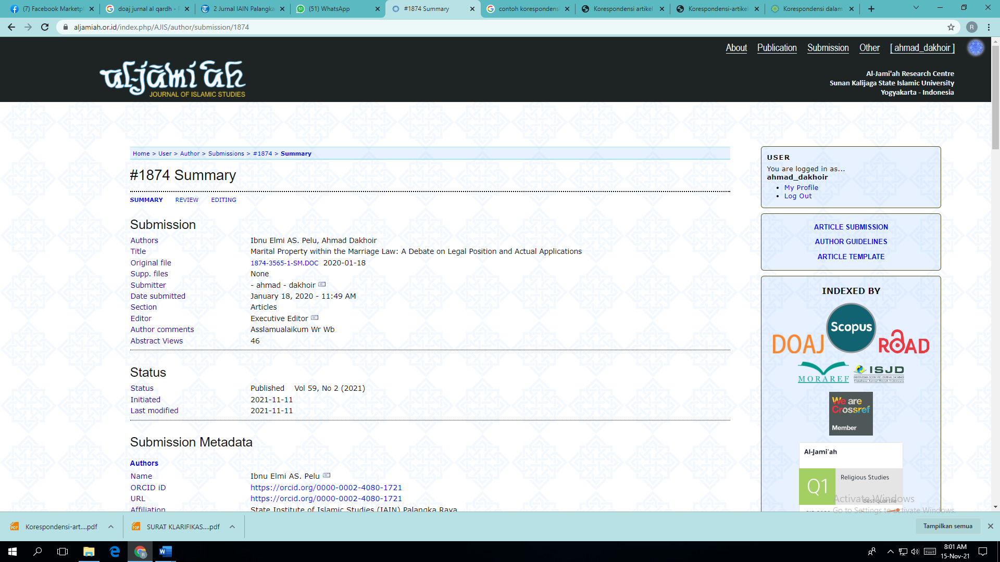 (7) Facebook Marketpl
doaj jurnal al qardh - P
2 Jurnal IAIN Palangka
(51) WhatsApp
#1874 Summary
contoh korespondensi
Korespondensi artikel
Korespondensi-artikel
Korespondensi dalam
aljamiah.or.id/index.php/AJIS/author/submission/1874
R
About Publication Submission Other [ ahmad_dakhoir ]
al-jāmi'ah
JOURNAL OF ISLAMIC STUDIES
Al-Jami'ah Research Centre
Sunan Kalijaga State Islamic University
Yogyakarta - Indonesia
Home > User > Author > Submissions > #1874 > Summary
#1874 Summary
SUMMARY REVIEW EDITING
Submission
Authors Ibnu Elmi AS. Pelu, Ahmad Dakhoir
Title Marital Property within the Marriage Law: A Debate on Legal Position and Actual Applications
Original file 1874-3565-1-SM.DOC 2020-01-18
Supp. files None
Submitter - ahmad - dakhoir
Date submitted January 18, 2020 - 11:49 AM
Section Articles
Editor Executive Editor
Author comments Asslamualaikum Wr Wb
Abstract Views 46
Status
Status Published Vol 59, No 2 (2021)
Initiated 2021-11-11
Last modified 2021-11-11
Submission Metadata
Authors
Name Ibnu Elmi AS. Pelu
ORCID iD https://orcid.org/0000-0002-4080-1721
URL https://orcid.org/0000-0002-4080-1721
Affiliation State Institute of Islamic Studies (IAIN) Palangka Raya
USER
You are logged in as...
ahmad_dakhoir
My Profile
Log Out
ARTICLE SUBMISSION
AUTHOR GUIDELINES
ARTICLE TEMPLATE
INDEXED BY
DOAJ
Scopus
ROAD
MORAREF
ISJD
INDONESIAN SCIENTIFIC JOURNAL DATABASE
Database Jurnal Ilmiah Indonesia
We are
Crossref
Member
Al-Jami'ah
Q1
Religious Studies
best quartile
Activate Windows
Go to Settings to activate Windows.
Korespondensi-art....pdf
SURAT KLARIFIKAS....pdf
Tampilkan semua
R
8:01 AM
15-Nov-21